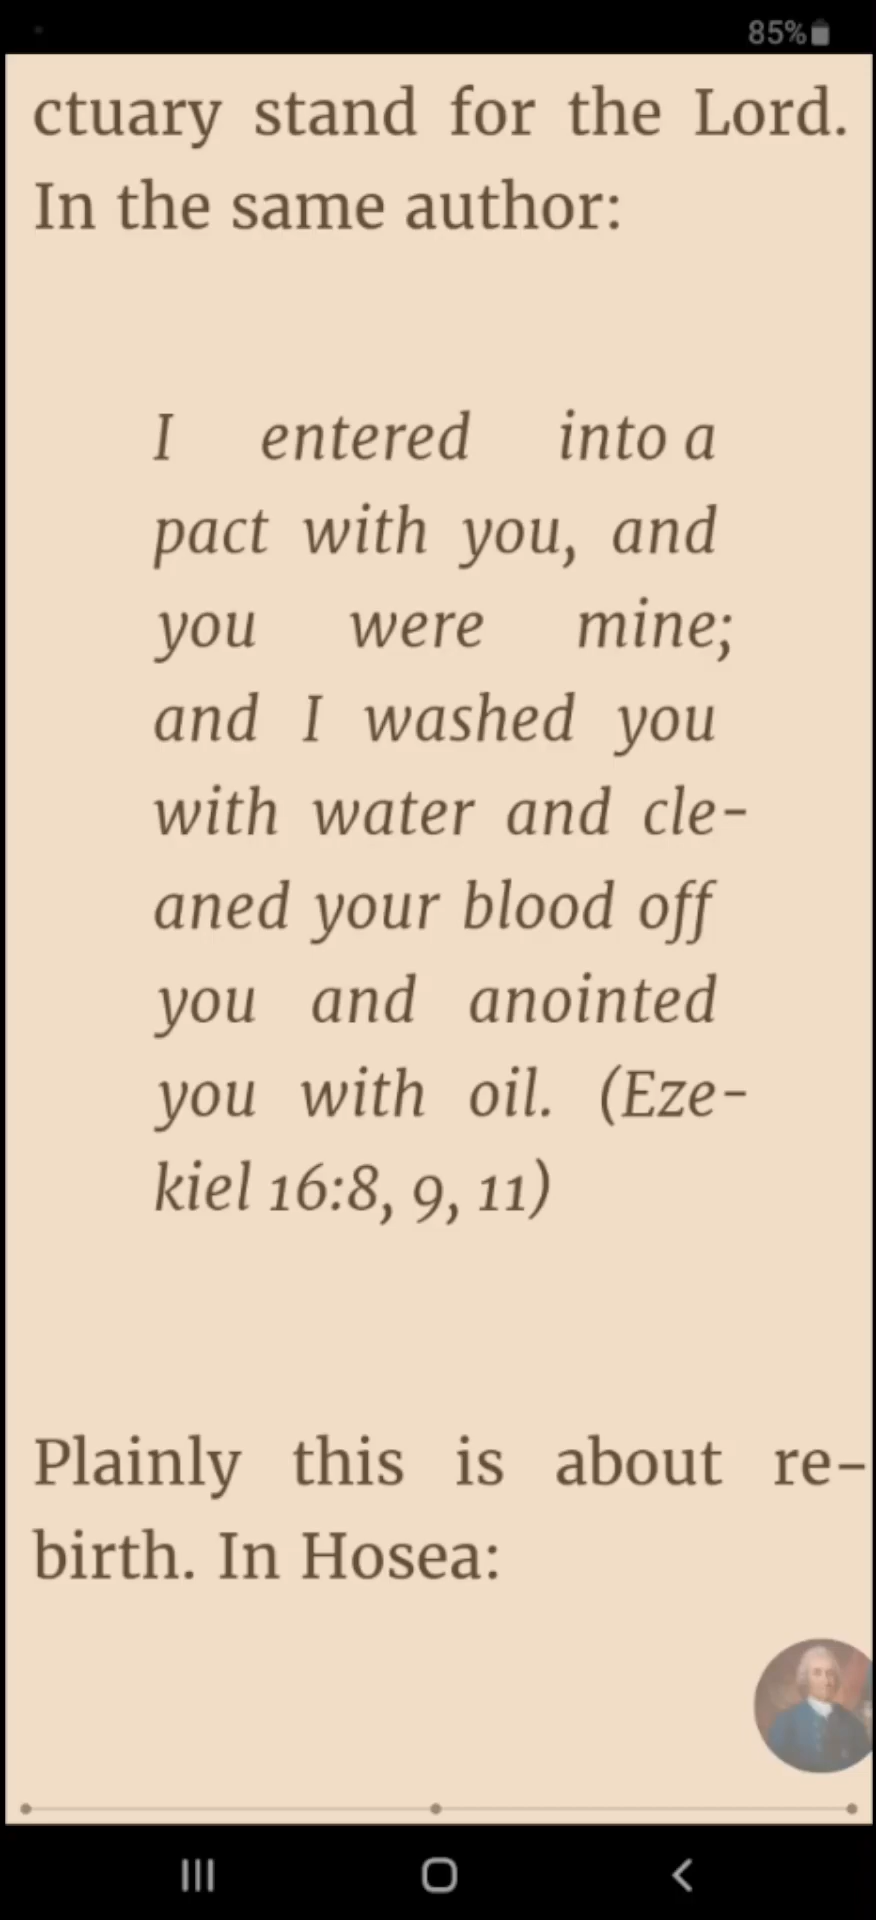 85%
ctuary stand for the Lord.
In the same author:
I entered into a
pact with you, and
you were mine;
and I washed you
with water and cle-
aned your blood off
you and anointed
you with oil. (Eze-
kiel 16:8, 9, 11)
Plainly this is about re-
birth. In Hosea: